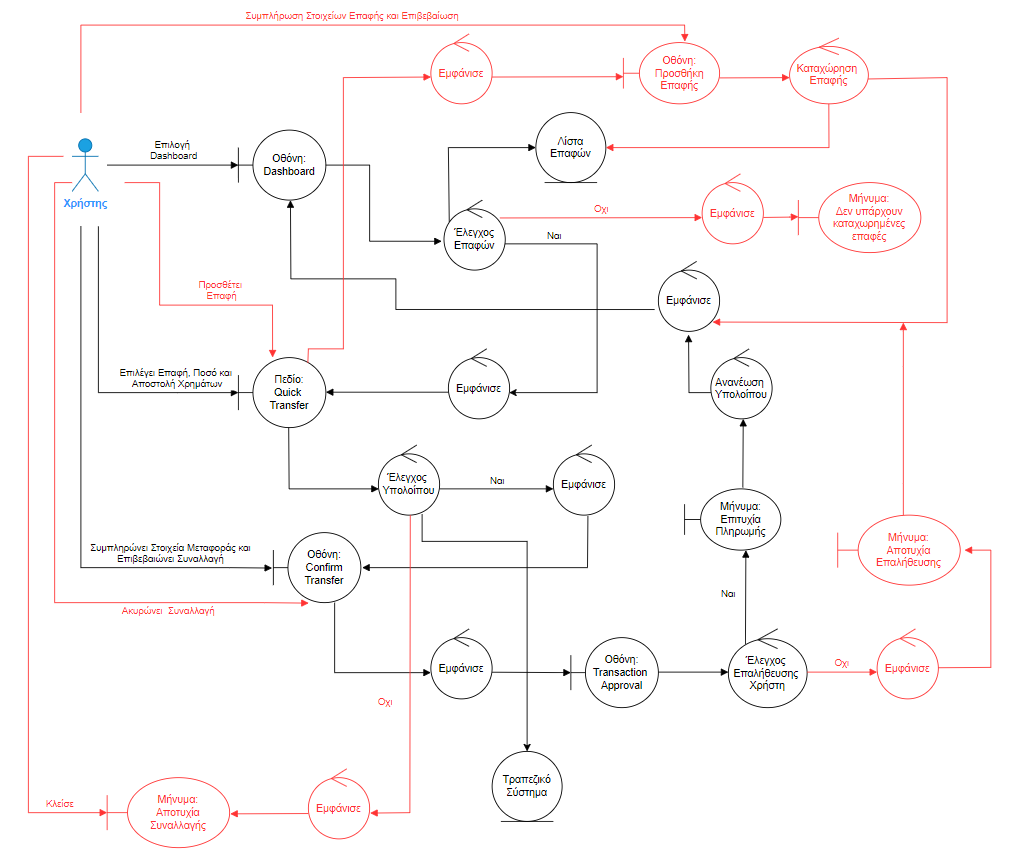 Συμπλήρωση Στοιχείων Επαφής και Επιβεβαίωση
Εμφάνισε
Οθόνη:
Προσθήκη
Επαφής
Καταχώρηση
Επαφής
Επιλογή
Dashboard
Οθόνη:
Dashboard
Λίστα
Επαφών
Χρήστης
Έλεγχος
Επαφών
Οχι
Εμφάνισε
Μήνυμα:
Δεν υπάρχουν
καταχωρημένες
επαφές
Ναι
Προσθέτει
Επαφή
Εμφάνισε
Επιλέγει Επαφή, Ποσό και
Αποστολή Χρημάτων
Πεδίο:
Quick
Transfer
Εμφάνισε
Ανανέωση
Υπολοίπου
Έλεγχος
Υπολοίπου
Ναι
Εμφάνισε
Μήνυμα:
Επιτυχία
Πληρωμής
Συμπληρώνει Στοιχεία Μεταφοράς και
Επιβεβαιώνει Συναλλαγή
Οθόνη:
Confirm
Transfer
Μήνυμα:
Αποτυχία
Επαλήθευσης
Ναι
Ακυρώνει Συναλλαγή
Εμφάνισε
Οθόνη:
Transaction
Approval
Έλεγχος
Επαλήθευσης
Χρήστη
Οχι
Εμφάνισε
Οχι
Τραπεζικό
Σύστημα
Κλείσε
Μήνυμα:
Αποτυχία
Συναλλαγής
Εμφάνισε